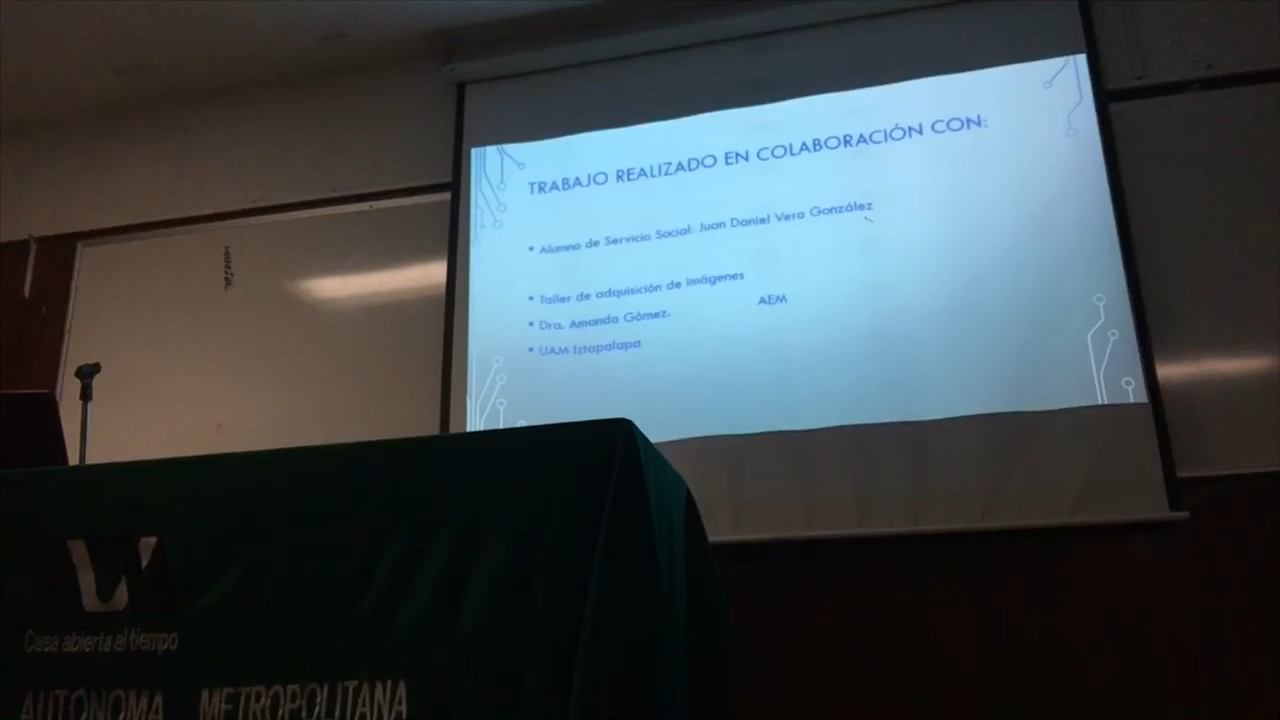 TRABAJO REALIZADO EN COLABORACIÓN CON:
• Alumno de Servicio Social: Juan Daniel Vera González
• Taller de adquisición de imágenes
• Dra. Amanda Gómez. AEM
• UAM Iztapalapa
Casa abierta al tiempo
AUTÓNOMA METROPOLITANA